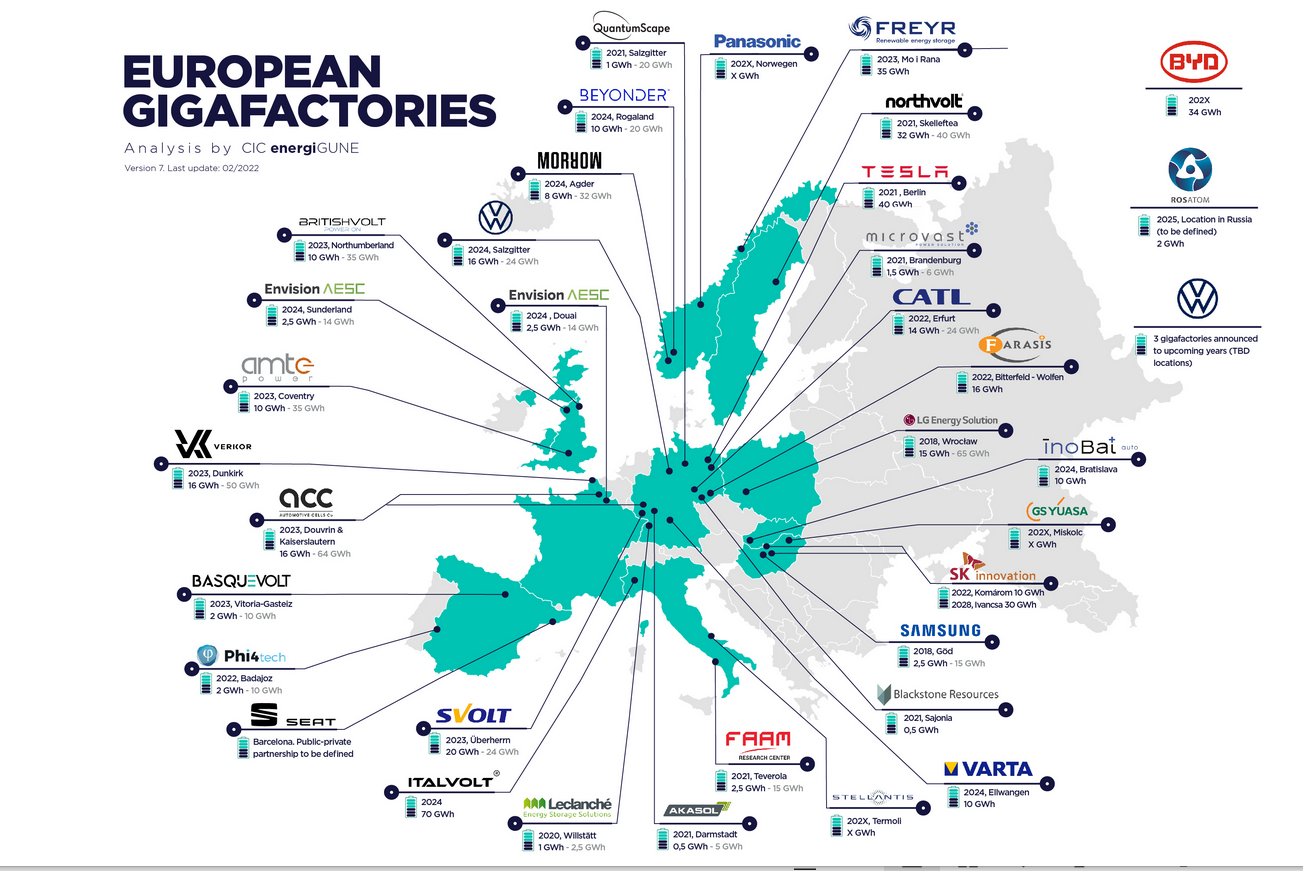 EUROPEAN
GIGAFACTORIES
Analysis by CIC energiGUNE
Version 7. Last update: 02/2022
QuantumScape
2021, Salzgitter
1 GWh - 20 GWh
Panasonic
202X, Norwegen
X GWh
FREYR
Renewable energy storage
2023, Mo i Rana
35 GWh
BYD
202X
34 GWh
BEYONDER
2024, Rogaland
10 GWh - 20 GWh
northvolt
2021, Skelleftea
32 GWh - 40 GWh
MORROW
2024, Agder
8 GWh - 32 GWh
TESLA
2021 , Berlin
40 GWh
ROSATOM
2025, Location in Russia
(to be defined)
2 GWh
BRITISHVOLT
POWER ON
2023, Northumberland
10 GWh - 35 GWh
VW
2024, Salzgitter
16 GWh - 24 GWh
microvast
POWER SOLUTION
2021, Brandenburg
1,5 GWh - 6 GWh
Envision AESC
2024, Sunderland
2,5 GWh - 14 GWh
Envision AESC
2024 , Douai
2,5 GWh - 14 GWh
CATL
2022, Erfurt
14 GWh - 24 GWh
VW
3 gigafactories announced
to upcoming years (TBD
locations)
amte
power
2023, Coventry
10 GWh - 35 GWh
FARASIS
2022, Bitterfeld - Wolfen
16 GWh
VERKOR
2023, Dunkirk
16 GWh - 50 GWh
LG Energy Solution
2018, Wrocław
15 GWh - 65 GWh
inoBat auto
2024, Bratislava
10 GWh
acc
AUTOMOTIVE CELLS Co
2023, Douvrin &
Kaiserslautern
16 GWh - 64 GWh
GS YUASA
202X, Miskolc
X GWh
BASQUEVOLT
2023, Vitoria-Gasteiz
2 GWh - 10 GWh
SK innovation
2022, Komárom 10 GWh
2028, Ivancsa 30 GWh
Phi4tech
2022, Badajoz
2 GWh - 10 GWh
SAMSUNG
2018, Göd
2,5 GWh - 15 GWh
SEAT
Barcelona. Public-private
partnership to be defined
SVOLT
2023, Überherrn
20 GWh - 24 GWh
Blackstone Resources
2021, Sajonia
0,5 GWh
FAAM
RESEARCH CENTER
2021, Teverola
2,5 GWh - 15 GWh
VARTA
2024, Ellwangen
10 GWh
ITALVOLT®
2024
70 GWh
Leclanché
Energy Storage Solutions
2020, Willstätt
1 GWh - 2,5 GWh
AKASOL
2021, Darmstadt
0,5 GWh - 5 GWh
STELLANTIS
202X, Termoli
X GWh